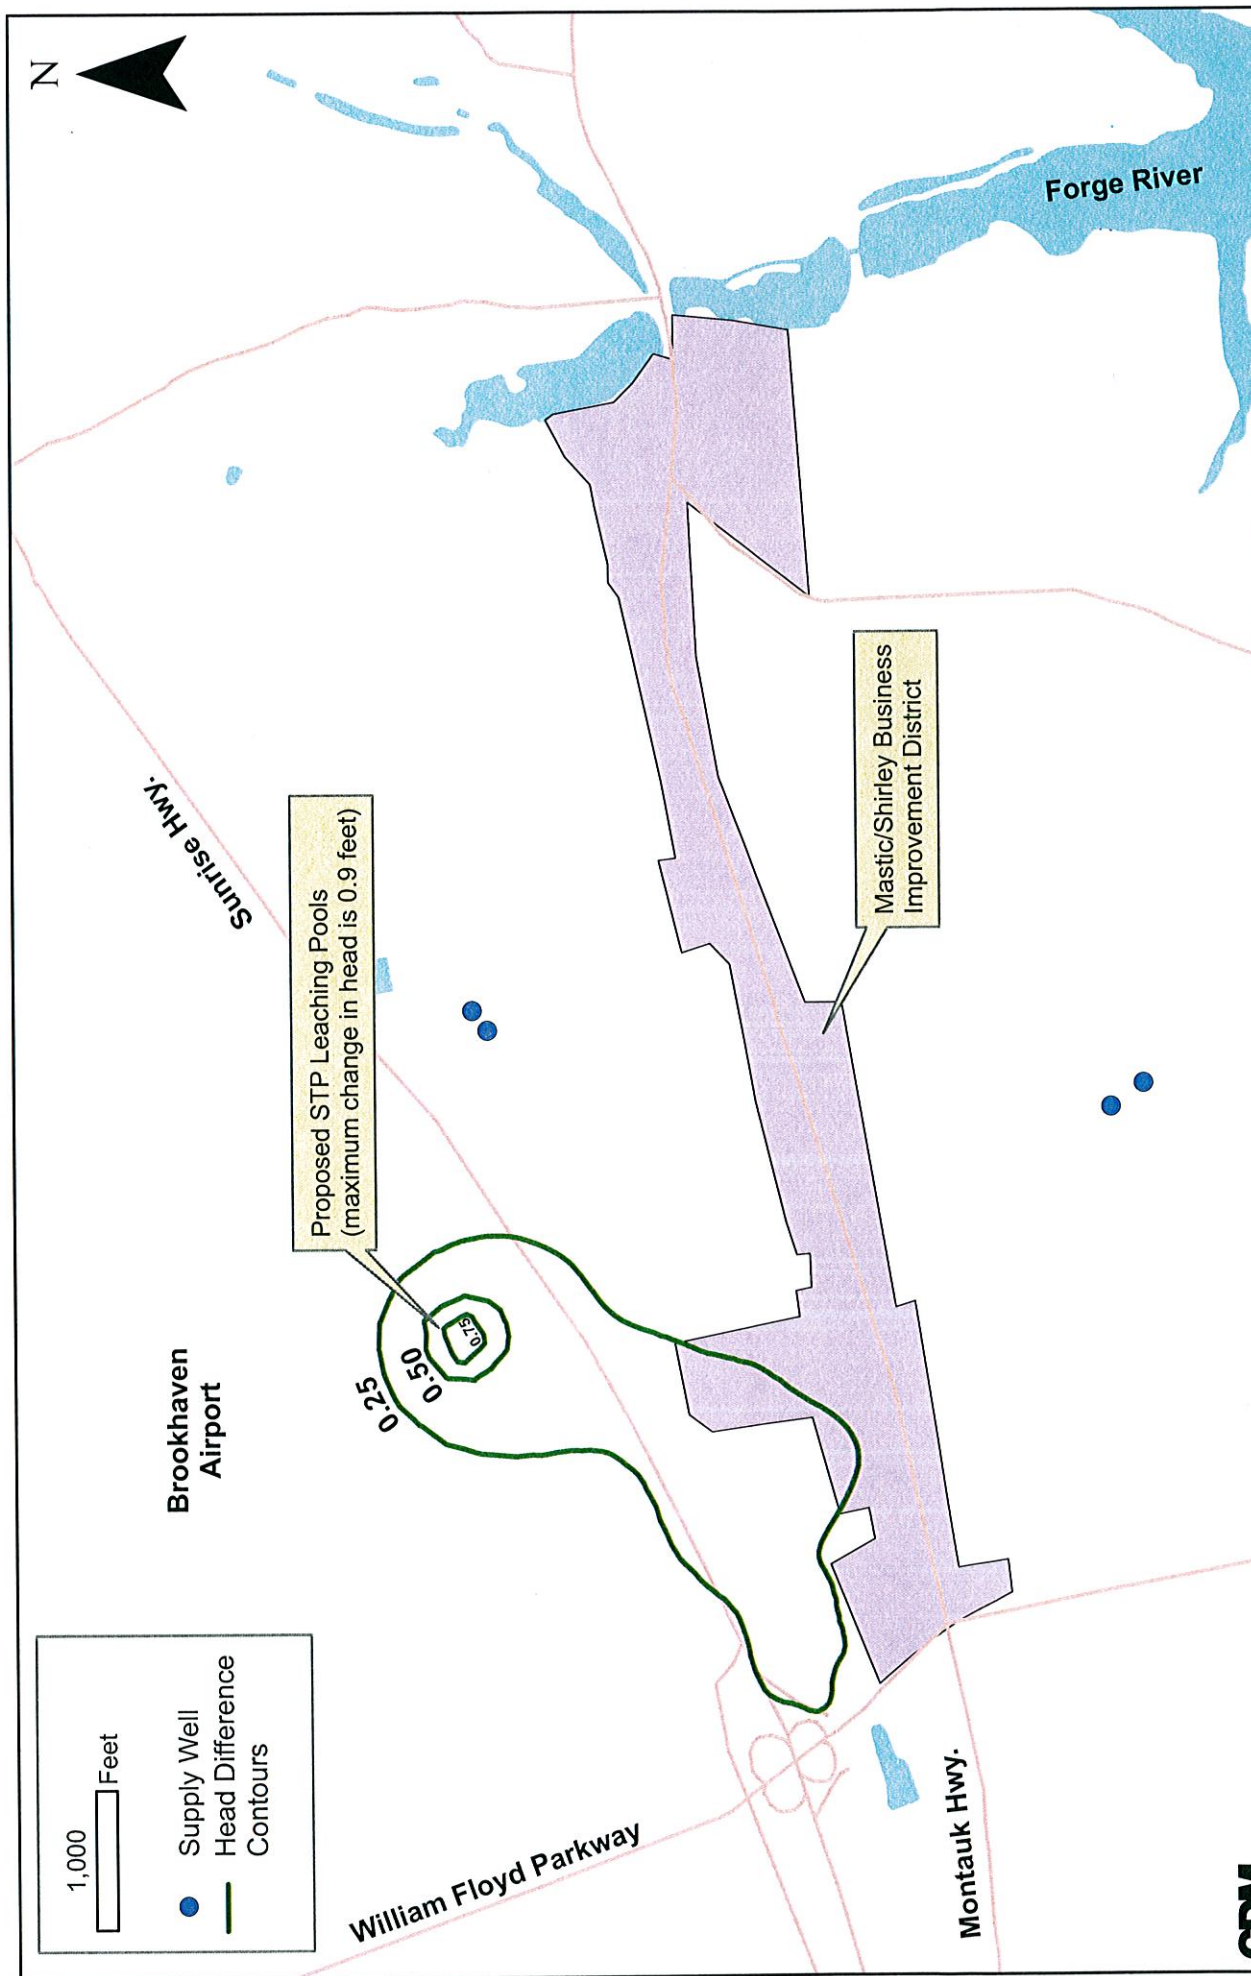 N
1,000
Feet
Supply Well
Head Difference
Contours
Brookhaven
Airport
Sunrise Hwy.
Proposed STP Leaching Pools
(maximum change in head is 0.9 feet)
0.25
0.50
0.75
William Floyd Parkway
Montauk Hwy.
Mastic/Shirley Business
Improvement District
Forge River